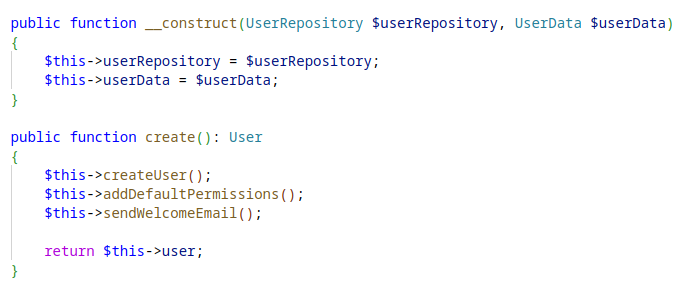 public function __construct(UserRepository $userRepository, UserData $userData)
{
    $this->userRepository = $userRepository;
    $this->userData = $userData;
}

public function create(): User
{
    $this->createUser();
    $this->addDefaultPermissions();
    $this->sendWelcomeEmail();

    return $this->user;
}